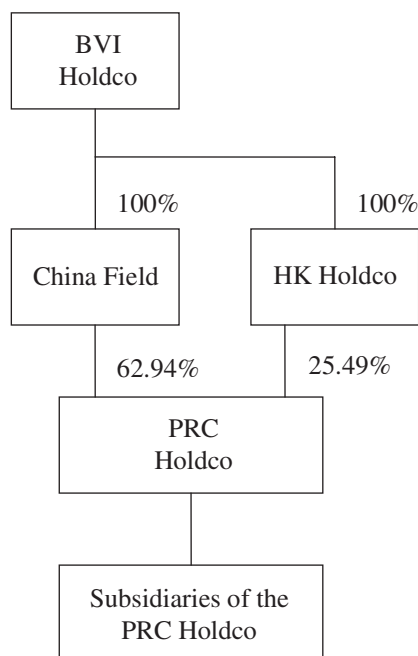 BVI
Holdco
100%
100%
China Field
HK Holdco
62.94%
25.49%
PRC
Holdco
Subsidiaries of the
PRC Holdco